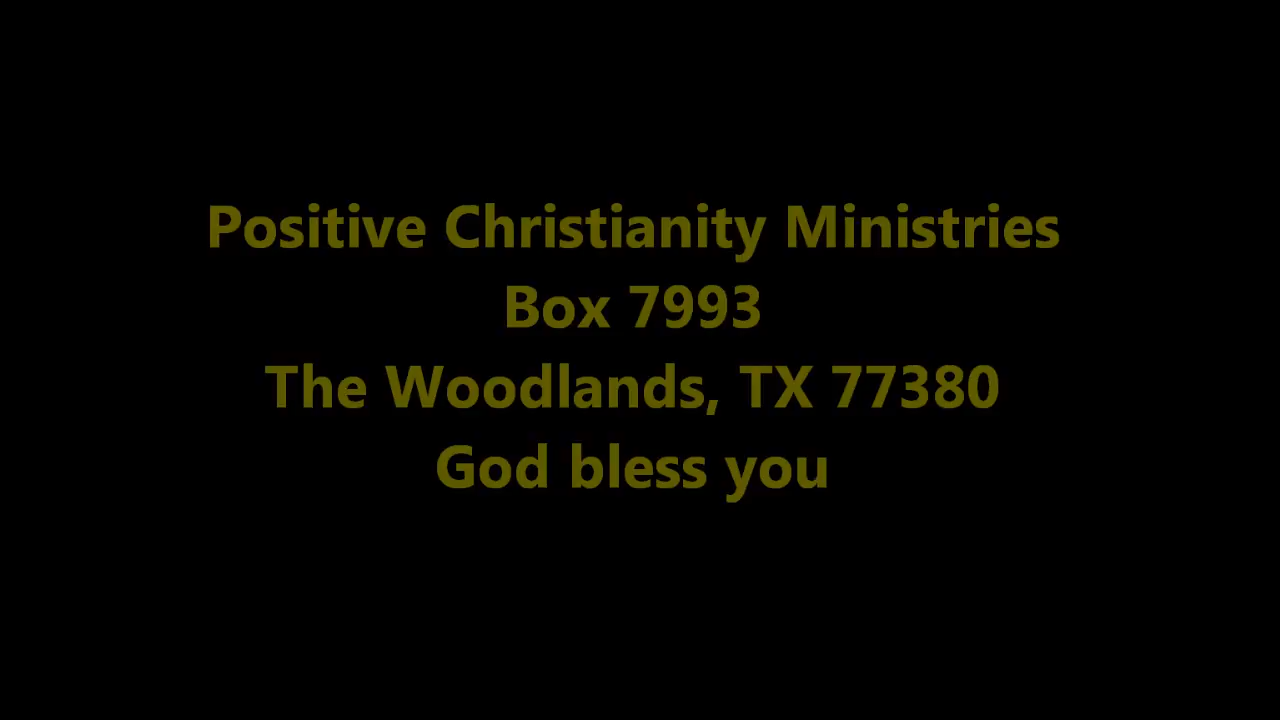 Positive Christianity Ministries
Box 7993
The Woodlands, TX 77380
God bless you